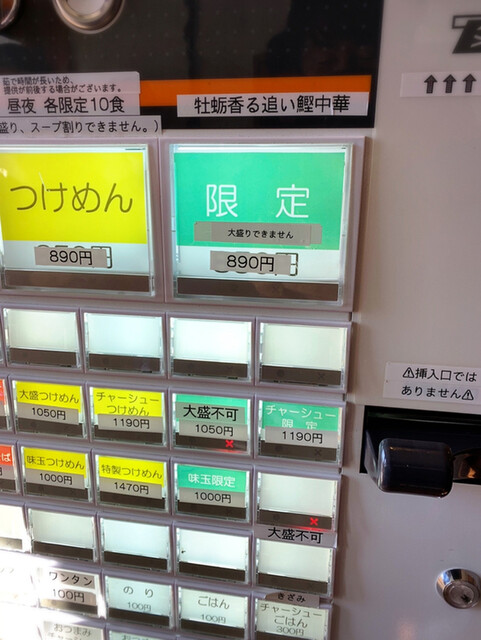 茹で時間が長いため、
提供が前後する場合がございます。
昼夜 各限定10食
盛り、スープ割りできません。)
牡蛎香る追い鰹中華
↑↑↑
つけめん
890円
限 定
大盛りできません
890円
⚠挿入口では
ありません⚠
大盛つけめん
1050円
チャーシュー
つけめん
1190円
大盛不可
1050円
×
チャーシュー
限 定
1190円
味玉つけめん
1000円
特製つけめん
1470円
味玉限定
1000円
×
大盛不可
ワンタン
100円
のり
100円
ごはん
100円
きざみ
チャーシュー
ごはん
300円
おつまみ